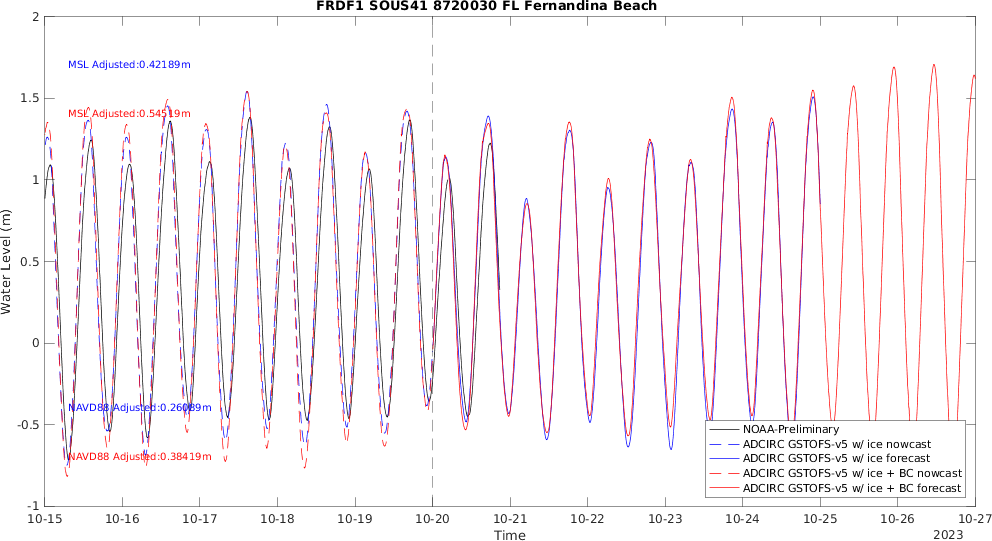 FRDF1 SOUS41 8720030 FL Fernandina Beach
Water Level (m)
2
1.5
1
0.5
0
-0.5
-1
MSL Adjusted:0.42189m
MSL Adjusted:0.54519m
NAVD88 Adjusted:0.26089m
NAVD88 Adjusted:0.38419m
NOAA-Preliminary
ADCIRC GSTOFS-v5 w/ ice nowcast
ADCIRC GSTOFS-v5 w/ ice forecast
ADCIRC GSTOFS-v5 w/ ice + BC nowcast
ADCIRC GSTOFS-v5 w/ ice + BC forecast
10-15 10-16 10-17 10-18 10-19 10-20 10-21 10-22 10-23 10-24 10-25 10-26 10-27
Time
2023